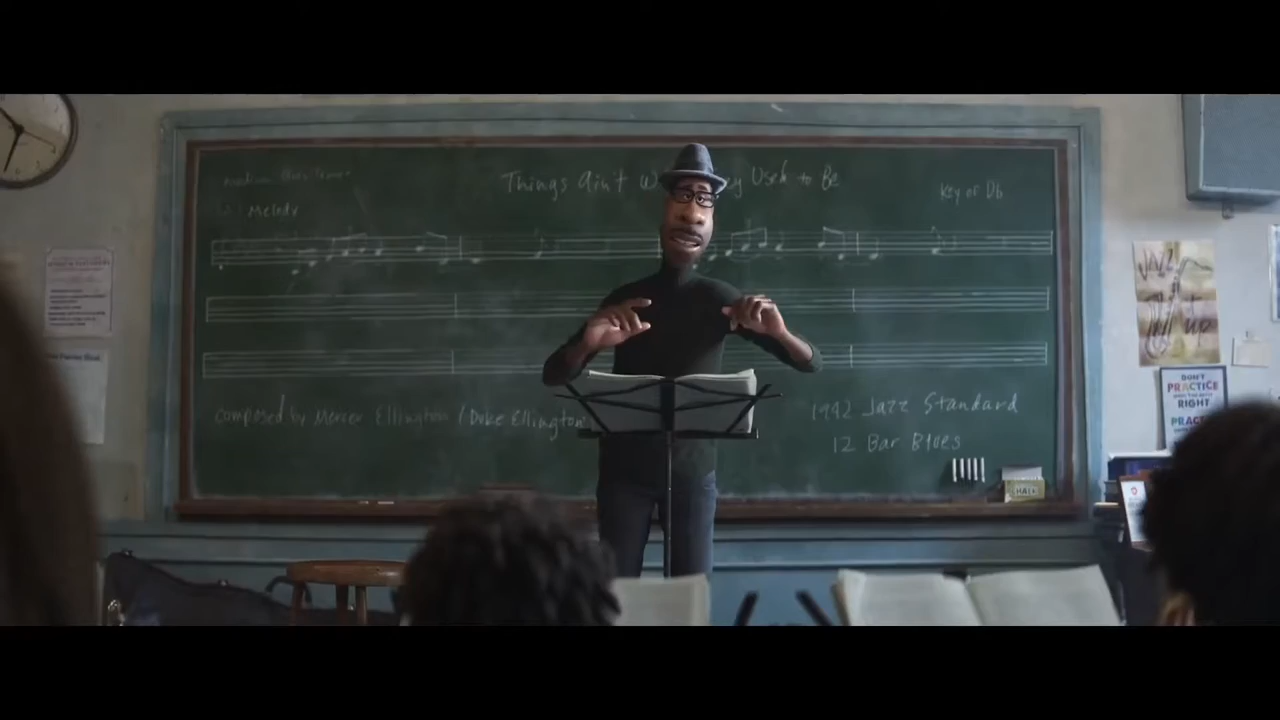 Things Ain't W ey Used to Be
Key of Db
Melody
composed by Mercer Ellington / Duke Ellington
1942 Jazz Standard
12 Bar Blues
CHALK
JAZZ
DON'T
PRACTICE
RIGHT
PRACTI